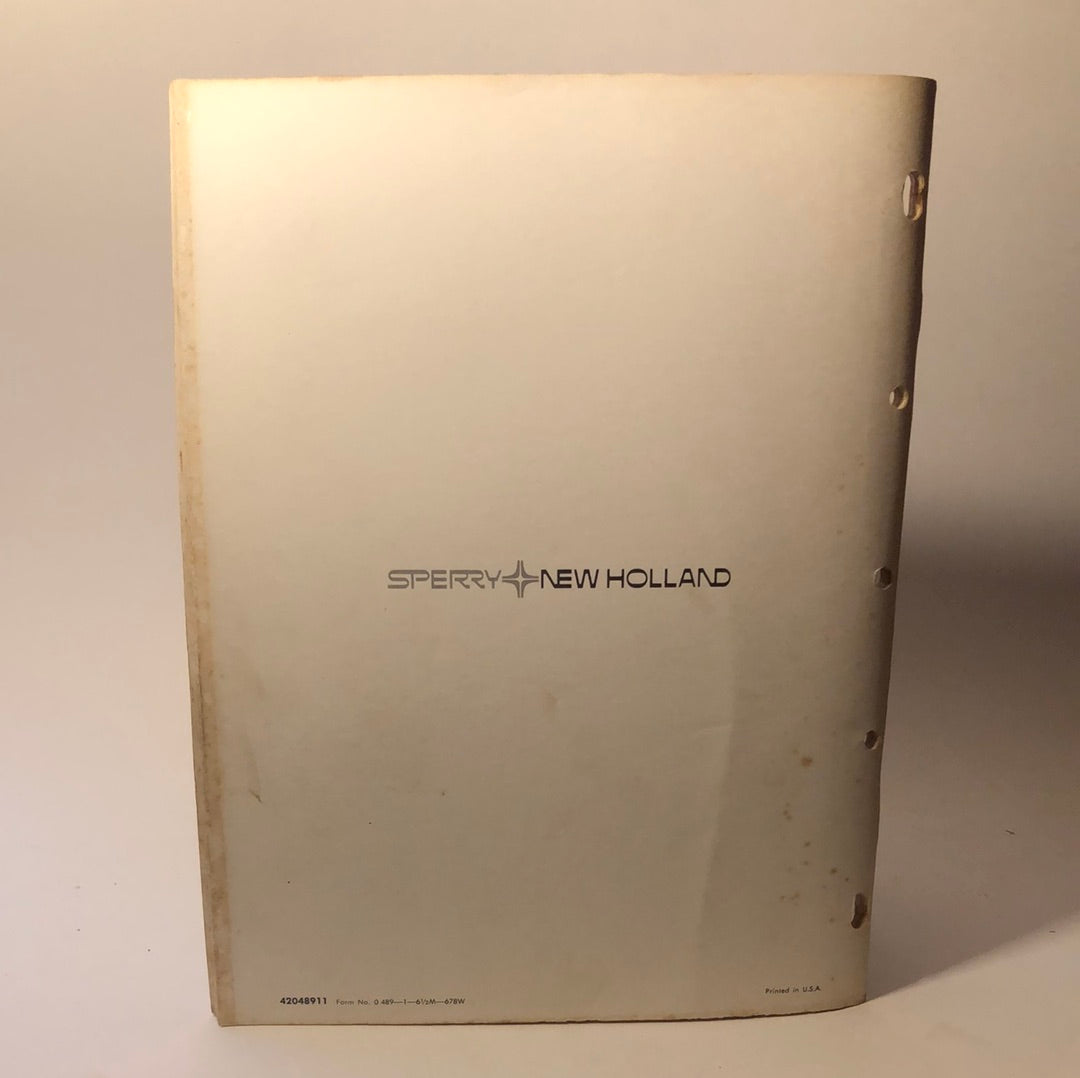 SPERRY NEW HOLLAND
42048911 Form No. 0 489—1—6½M—678W
Printed in U.S.A.